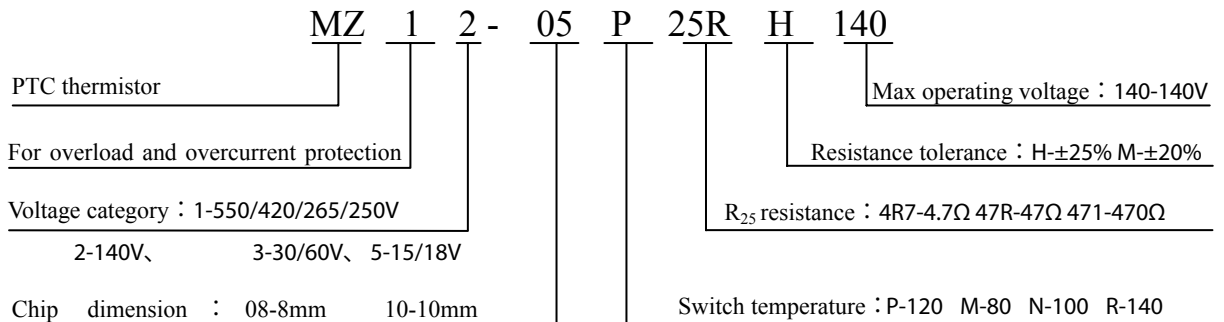 MZ 1 2 - 05 P 25R H 140
PTC thermistor
Max operating voltage：140-140V
For overload and overcurrent protection
Resistance tolerance：H-±25% M-±20%
Voltage category：1-550/420/265/250V
R₂₅ resistance：4R7-4.7Ω 47R-47Ω 471-470Ω
2-140V、 3-30/60V、 5-15/18V
Chip dimension ： 08-8mm 10-10mm
Switch temperature：P-120 M-80 N-100 R-140